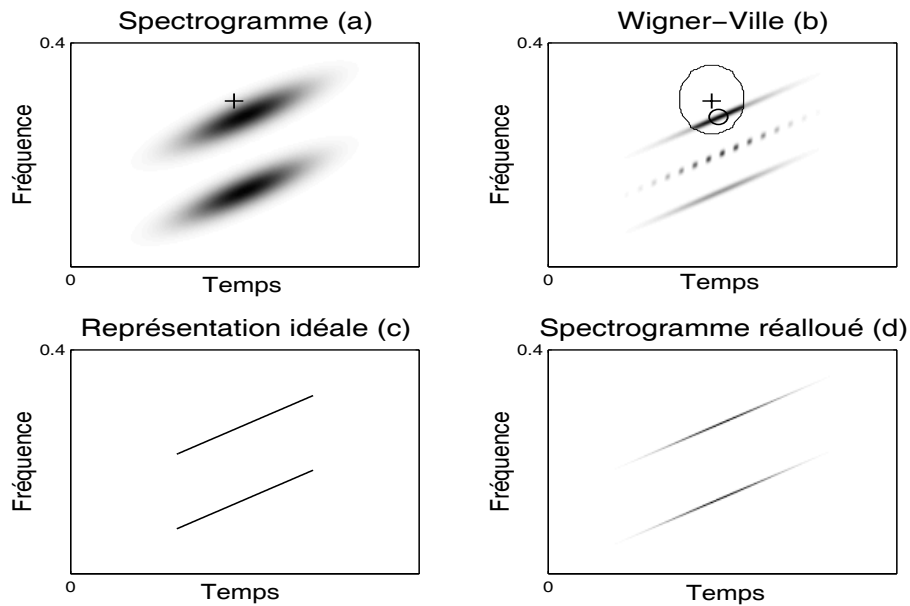 Spectrogramme (a)
0.4
Fréquence
0
Temps
Wigner−Ville (b)
0.4
Fréquence
0
Temps
Représentation idéale (c)
0.4
Fréquence
0
Temps
Spectrogramme réalloué (d)
0.4
Fréquence
0
Temps